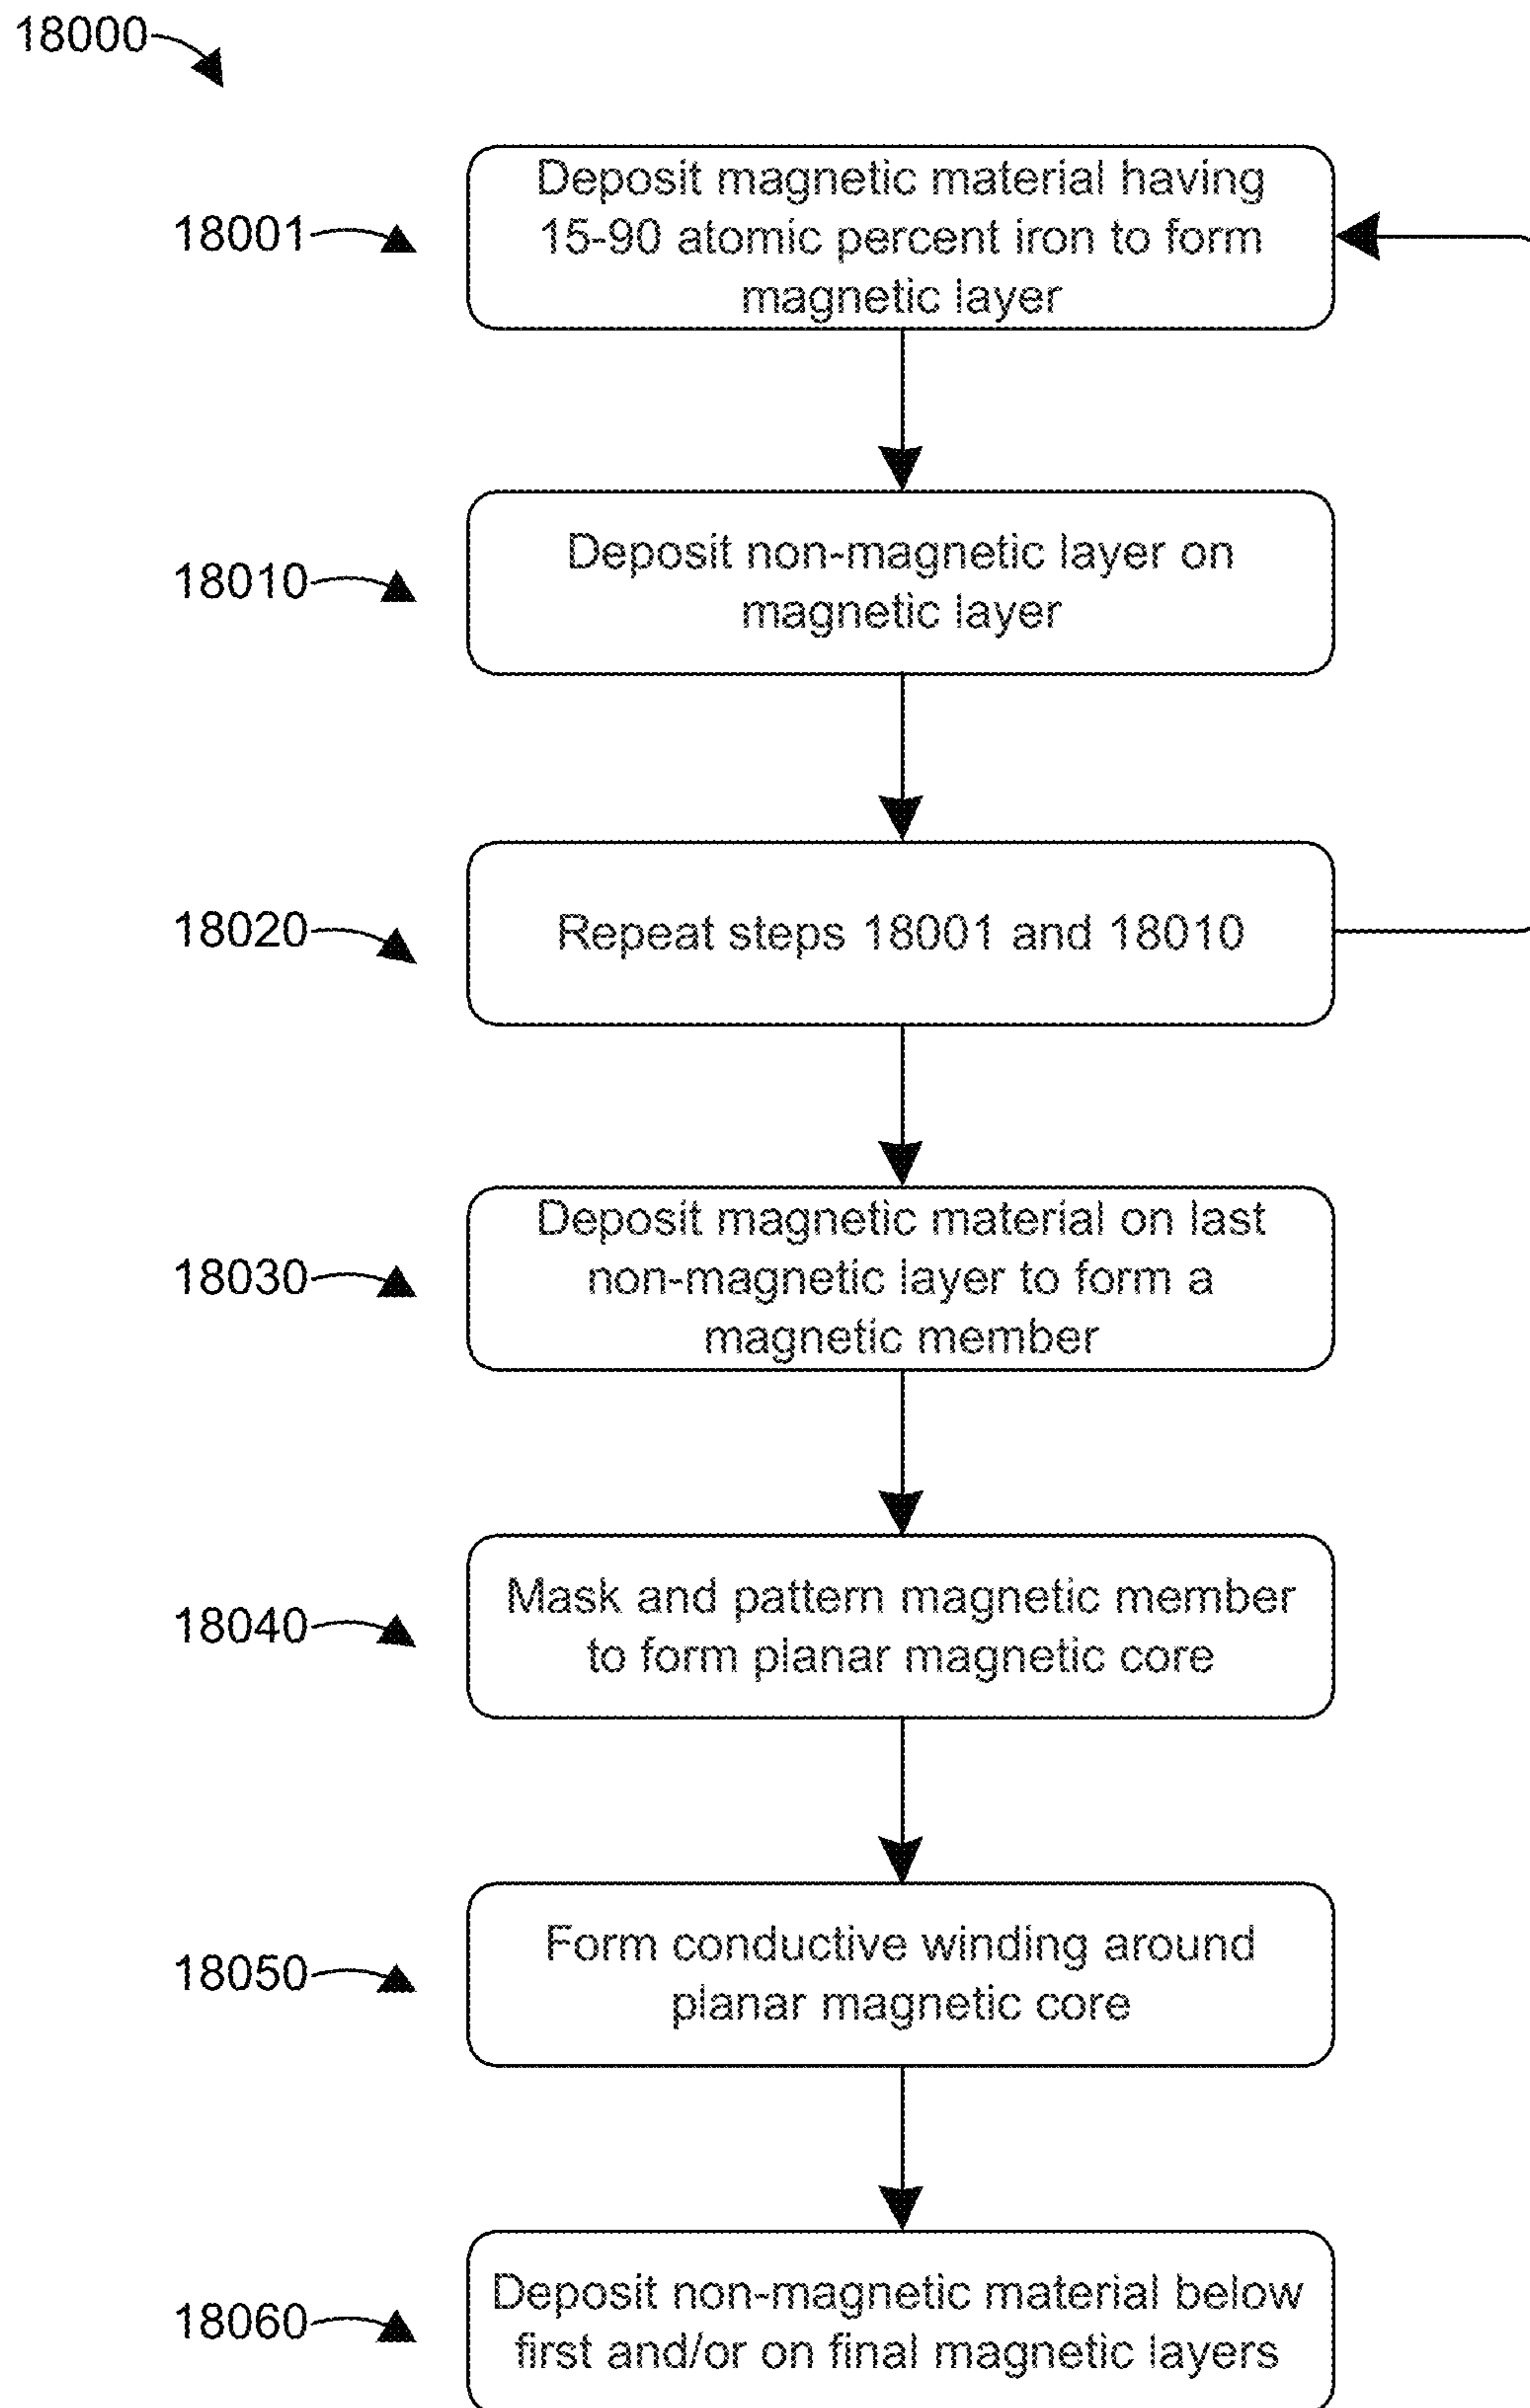 18000
18001
Deposit magnetic material having
15-90 atomic percent iron to form
magnetic layer
18010
Deposit non-magnetic layer on
magnetic layer
18020
Repeat steps 18001 and 18010
18030
Deposit magnetic material on last
non-magnetic layer to form a
magnetic member
18040
Mask and pattern magnetic member
to form planar magnetic core
18050
Form conductive winding around
planar magnetic core
18060
Deposit non-magnetic material below
first and/or on final magnetic layers